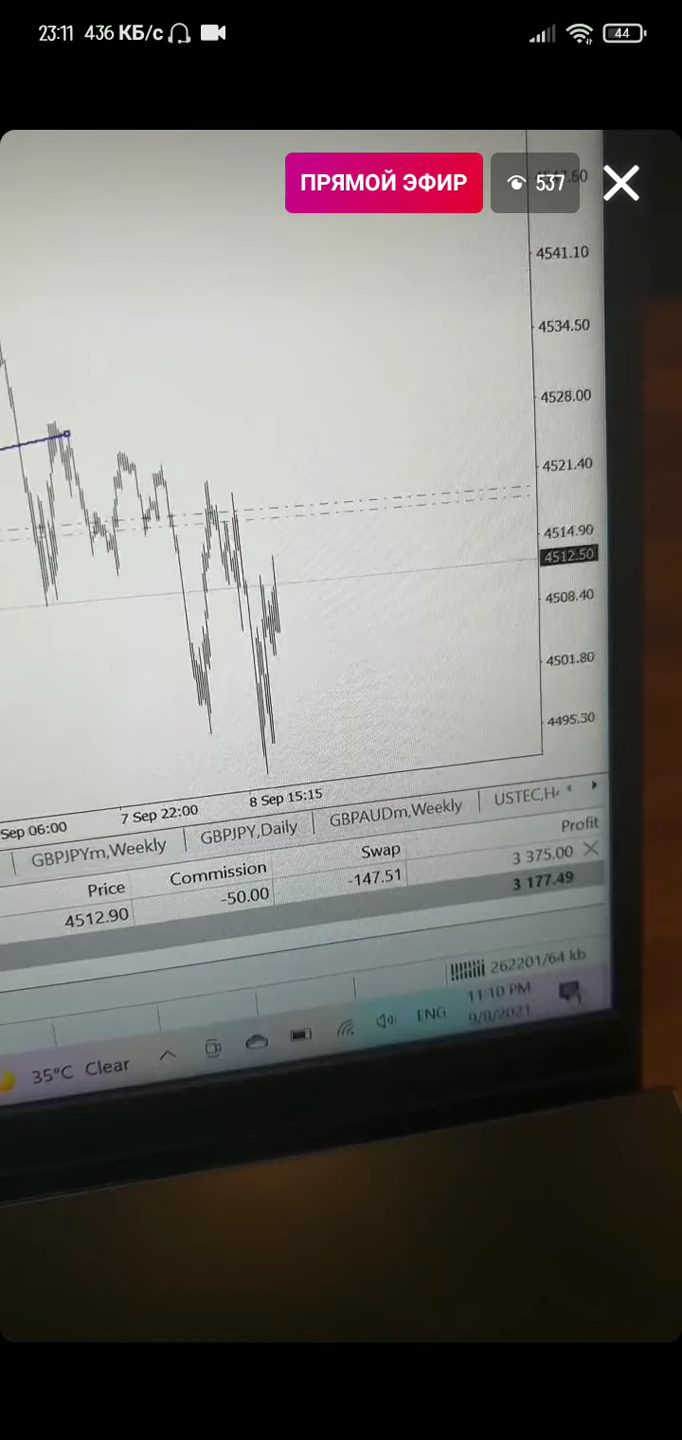 23:11 436 КБ/с 44
ПРЯМОЙ ЭФИР 537
4541.10
4534.50
4528.00
4521.40
4514.90
4512.50
4508.40
4501.80
4495.30
Sep 06:00 7 Sep 22:00 8 Sep 15:15
GBPJPYm,Weekly GBPJPY,Daily GBPAUDm,Weekly USTEC,H
Price Commission Swap Profit
4512.90 -50.00 -147.51 3 375.00
3 177.49
262201/64 kb
35°C Clear ENG 11:10 PM
9/8/2021